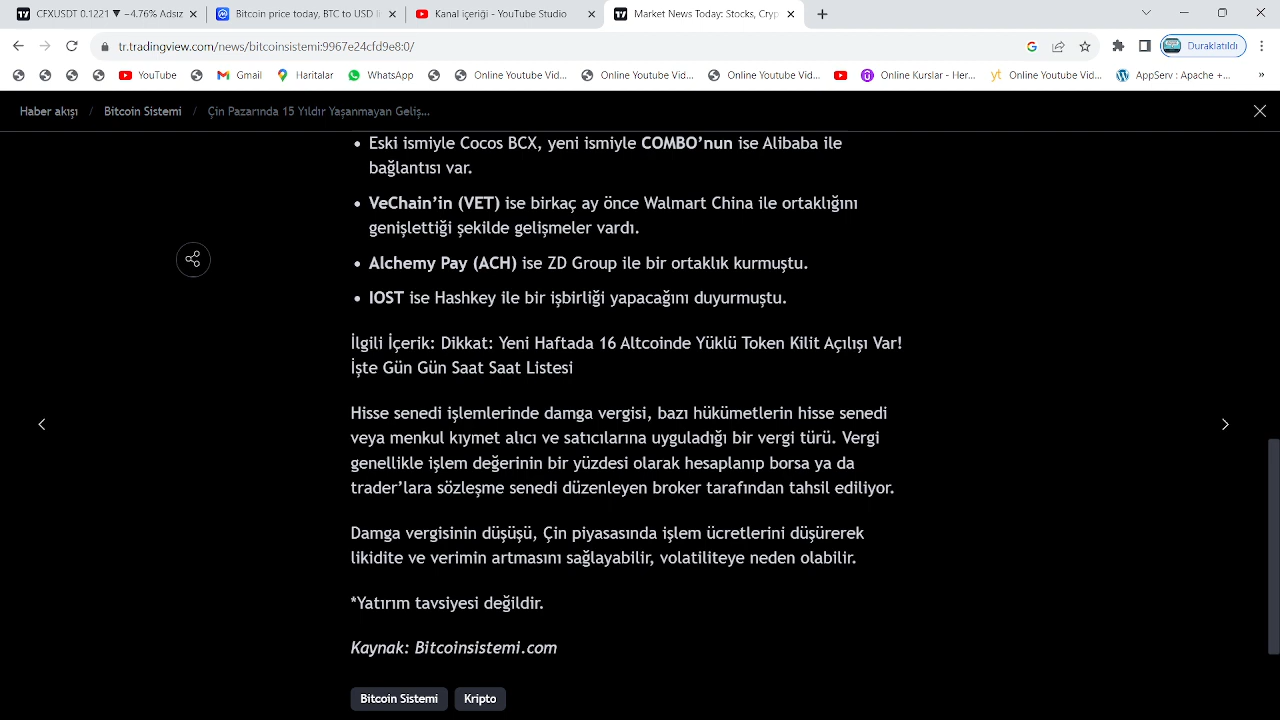 CFXUSDT 0.1221 ▼ −4.76% Adsız
Bitcoin price today, BTC to USD li
Kanal içeriği - YouTube Studio
Market News Today: Stocks, Cryp
tr.tradingview.com/news/bitcoinsistemi:9967e24cfd9e8:0/
Duraklatıldı
YouTube
Gmail
Haritalar
WhatsApp
Online Youtube Vid...
Online Youtube Vid...
Online Youtube Vid...
Online Kurslar - Her...
yt Online Youtube Vid...
AppServ : Apache +...
Haber akışı / Bitcoin Sistemi / Çin Pazarında 15 Yıldır Yaşanmayan Geliş...
• Eski ismiyle Cocos BCX, yeni ismiyle COMBO’nun ise Alibaba ile
bağlantısı var.
• VeChain’in (VET) ise birkaç ay önce Walmart China ile ortaklığını
genişlettiği şekilde gelişmeler vardı.
• Alchemy Pay (ACH) ise ZD Group ile bir ortaklık kurmuştu.
• IOST ise Hashkey ile bir işbirliği yapacağını duyurmuştu.
İlgili İçerik: Dikkat: Yeni Haftada 16 Altcoinde Yüklü Token Kilit Açılışı Var!
İşte Gün Gün Saat Saat Listesi
Hisse senedi işlemlerinde damga vergisi, bazı hükümetlerin hisse senedi
veya menkul kıymet alıcı ve satıcılarına uyguladığı bir vergi türü. Vergi
genellikle işlem değerinin bir yüzdesi olarak hesaplanıp borsa ya da
trader’lara sözleşme senedi düzenleyen broker tarafından tahsil ediliyor.
Damga vergisinin düşüşü, Çin piyasasında işlem ücretlerini düşürerek
likidite ve verimin artmasını sağlayabilir, volatiliteye neden olabilir.
*Yatırım tavsiyesi değildir.
Kaynak: Bitcoinsistemi.com
Bitcoin Sistemi
Kripto